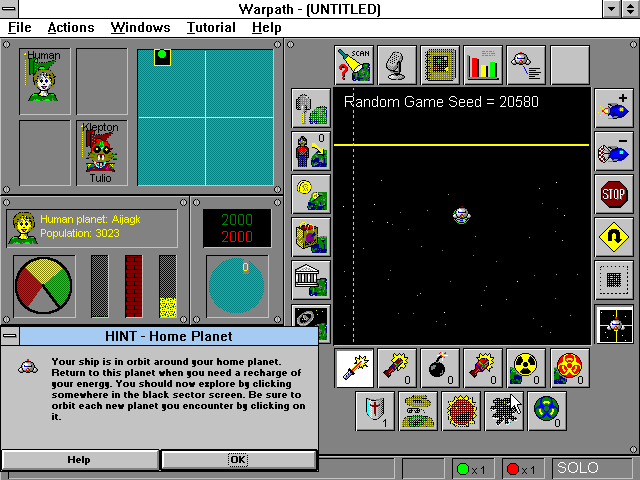 Warpath - (UNTITLED)
File Actions Windows Tutorial Help
Human
Klepton
Tulio
SCAN
?
Random Game Seed = 20580
0
+
-
STOP
Human planet: Aijagk
Population: 3023
2000
2000
0
HINT - Home Planet
Your ship is in orbit around your home planet.
Return to this planet when you need a recharge of
your energy. You should now explore by clicking
somewhere in the black sector screen. Be sure to
orbit each new planet you encounter by clicking on
it.
Help OK
0 0 0 0 0
1 0
x 1 x 1 SOLO